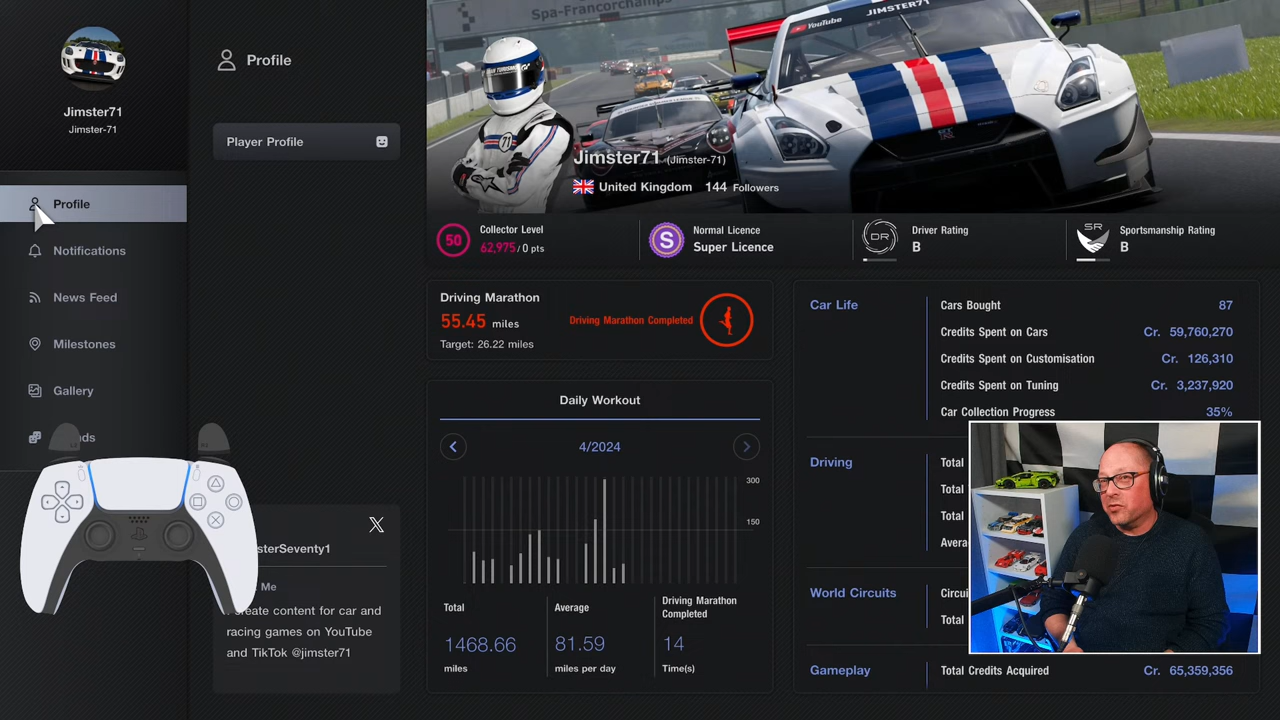 Jimster71
Jimster-71
Profile
Notifications
News Feed
Milestones
Gallery
Profile
Player Profile
Me
create content for car and
racing games on YouTube
and TikTok @jimster71
Spa-Francorchamps
YouTube
JIMSTER71
GRAN TURISMO
71
GT-R
Jimster71 (Jimster-71)
United Kingdom 144 Followers
50
Collector Level
62,975 / 0 pts
S
Normal Licence
Super Licence
DR
Driver Rating
B
SR
Sportsmanship Rating
B
Driving Marathon
55.45 miles
Target: 26.22 miles
Driving Marathon Completed
Daily Workout
4/2024
300
150
Total
1468.66
miles
Average
81.59
miles per day
Driving Marathon
Completed
14
Time(s)
Car Life
Cars Bought 87
Credits Spent on Cars Cr. 59,760,270
Credits Spent on Customisation Cr. 126,310
Credits Spent on Tuning Cr. 3,237,920
Car Collection Progress 35%
Driving
Total
Total
Total
World Circuits
Total
Gameplay
Total Credits Acquired Cr. 65,359,356